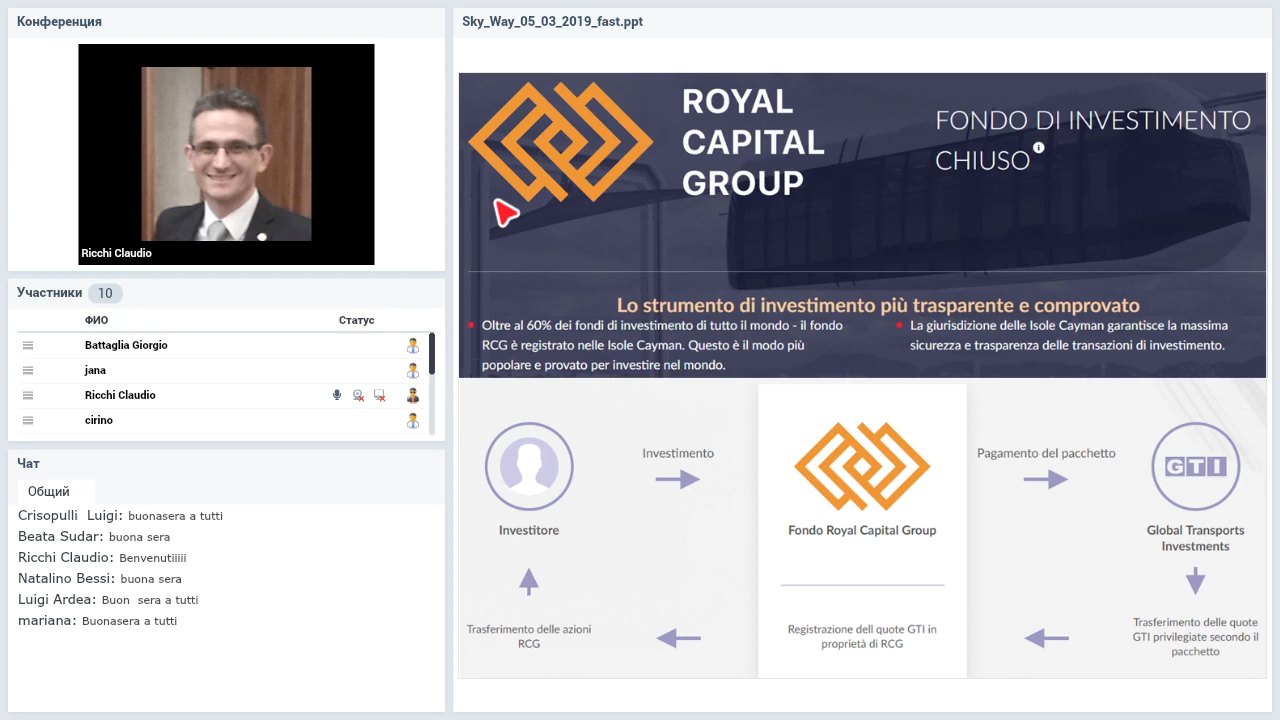 Конференция
Ricchi Claudio
Участники 10
ФИО Статус
Battaglia Giorgio
jana
Ricchi Claudio
cirino
Чат
Общий
Crisopulli Luigi: buonasera a tutti
Beata Sudar: buona sera
Ricchi Claudio: Benvenutiiiii
Natalino Bessi: buona sera
Luigi Ardea: Buon sera a tutti
mariana: Buonasera a tutti
Sky_Way_05_03_2019_fast.ppt
ROYAL
CAPITAL
GROUP
FONDO DI INVESTIMENTO
CHIUSO
Lo strumento di investimento più trasparente e comprovato
Oltre al 60% dei fondi di investimento di tutto il mondo - il fondo
RCG è registrato nelle Isole Cayman. Questo è il modo più
popolare e provato per investire nel mondo.
La giurisdizione delle Isole Cayman garantisce la massima
sicurezza e trasparenza delle transazioni di investimento.
Investitore
Investimento
Fondo Royal Capital Group
Pagamento del pacchetto
GTI
Global Transports
Investments
Trasferimento delle azioni
RCG
Registrazione dell quote GTI in
proprietà di RCG
Trasferimento delle quote
GTI privilegiate secondo il
pacchetto